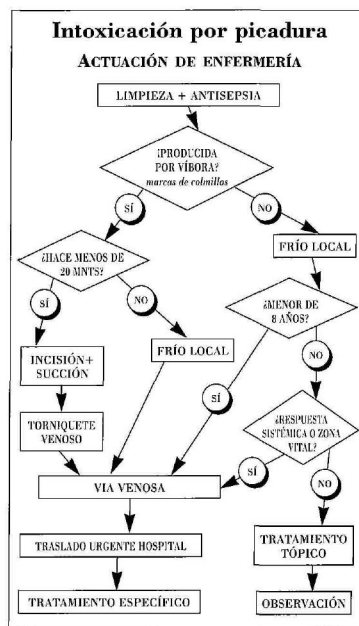 Intoxicación por picadura
ACTUACIÓN DE ENFERMERÍA
LIMPIEZA + ANTISEPSIA
¿PRODUCIDA
POR VÍBORA?
marcas de colmillos
SÍ
NO
¿HACE MENOS DE
20 MNTS?
FRÍO LOCAL
SÍ
NO
¿MENOR DE
8 AÑOS?
INCISIÓN+
SUCCIÓN
FRÍO LOCAL
SÍ
NO
TORNIQUETE
VENOSO
¿RESPUESTA
SISTÉMICA O ZONA
VITAL?
SÍ
NO
VIA VENOSA
TRASLADO URGENTE HOSPITAL
TRATAMIENTO
TÓPICO
TRATAMIENTO ESPECÍFICO
OBSERVACIÓN